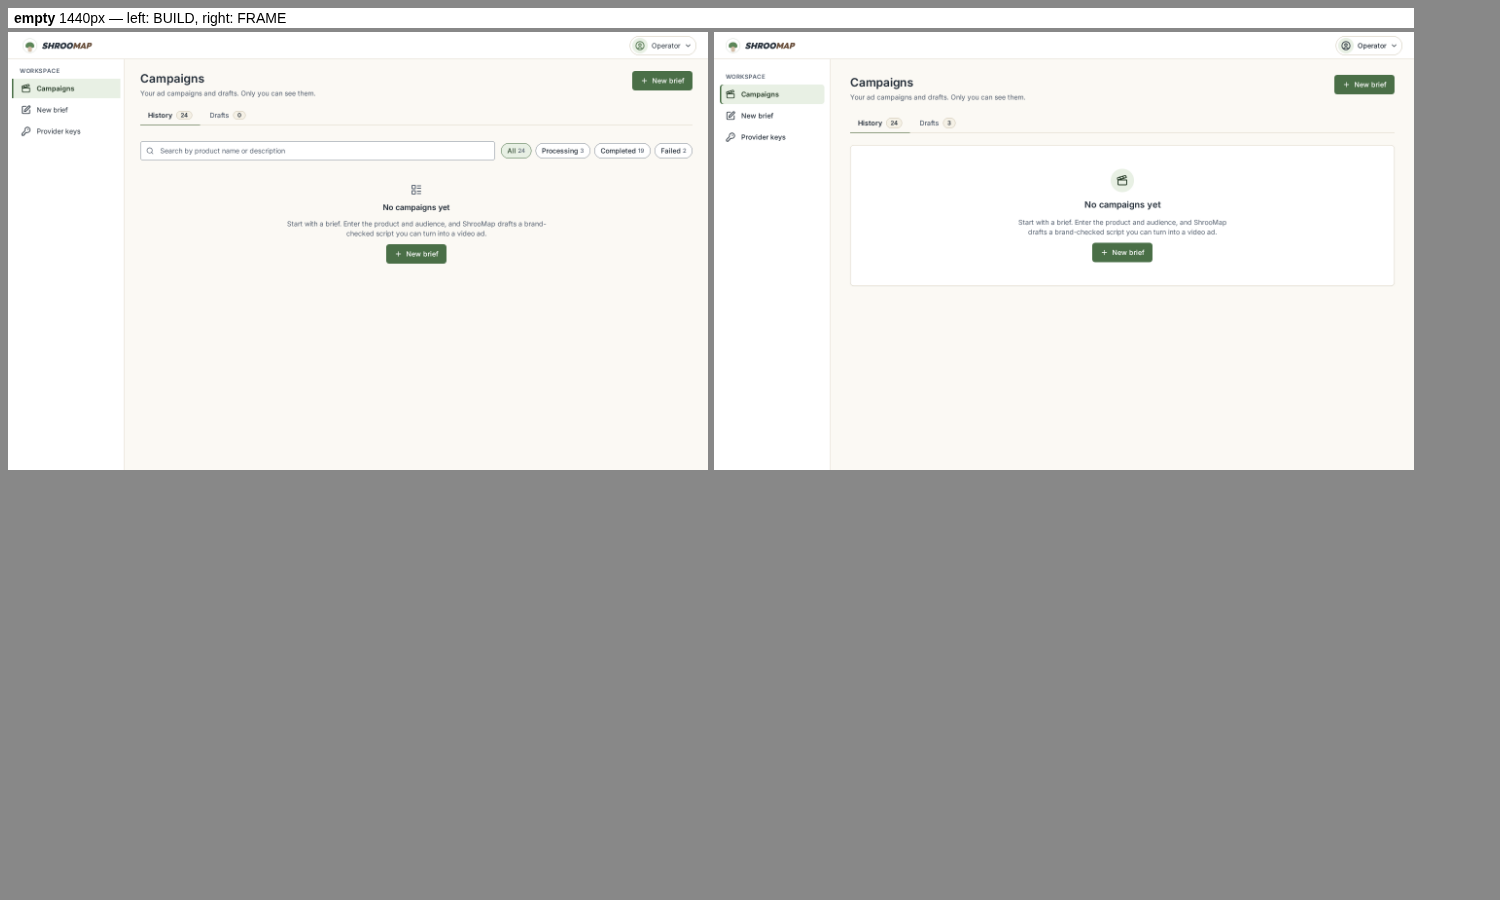 empty 1440px — left: BUILD, right: FRAME
SHROOMAP
Operator
WORKSPACE
Campaigns
New brief
Provider keys
Campaigns
Your ad campaigns and drafts. Only you can see them.
New brief
History 24 Drafts 0
Search by product name or description
All 24 Processing 3 Completed 19 Failed 2
No campaigns yet
Start with a brief. Enter the product and audience, and ShrooMap drafts a brand-
checked script you can turn into a video ad.
New brief
SHROOMAP
Operator
WORKSPACE
Campaigns
New brief
Provider keys
Campaigns
Your ad campaigns and drafts. Only you can see them.
New brief
History 24 Drafts 3
No campaigns yet
Start with a brief. Enter the product and audience, and ShrooMap
drafts a brand-checked script you can turn into a video ad.
New brief